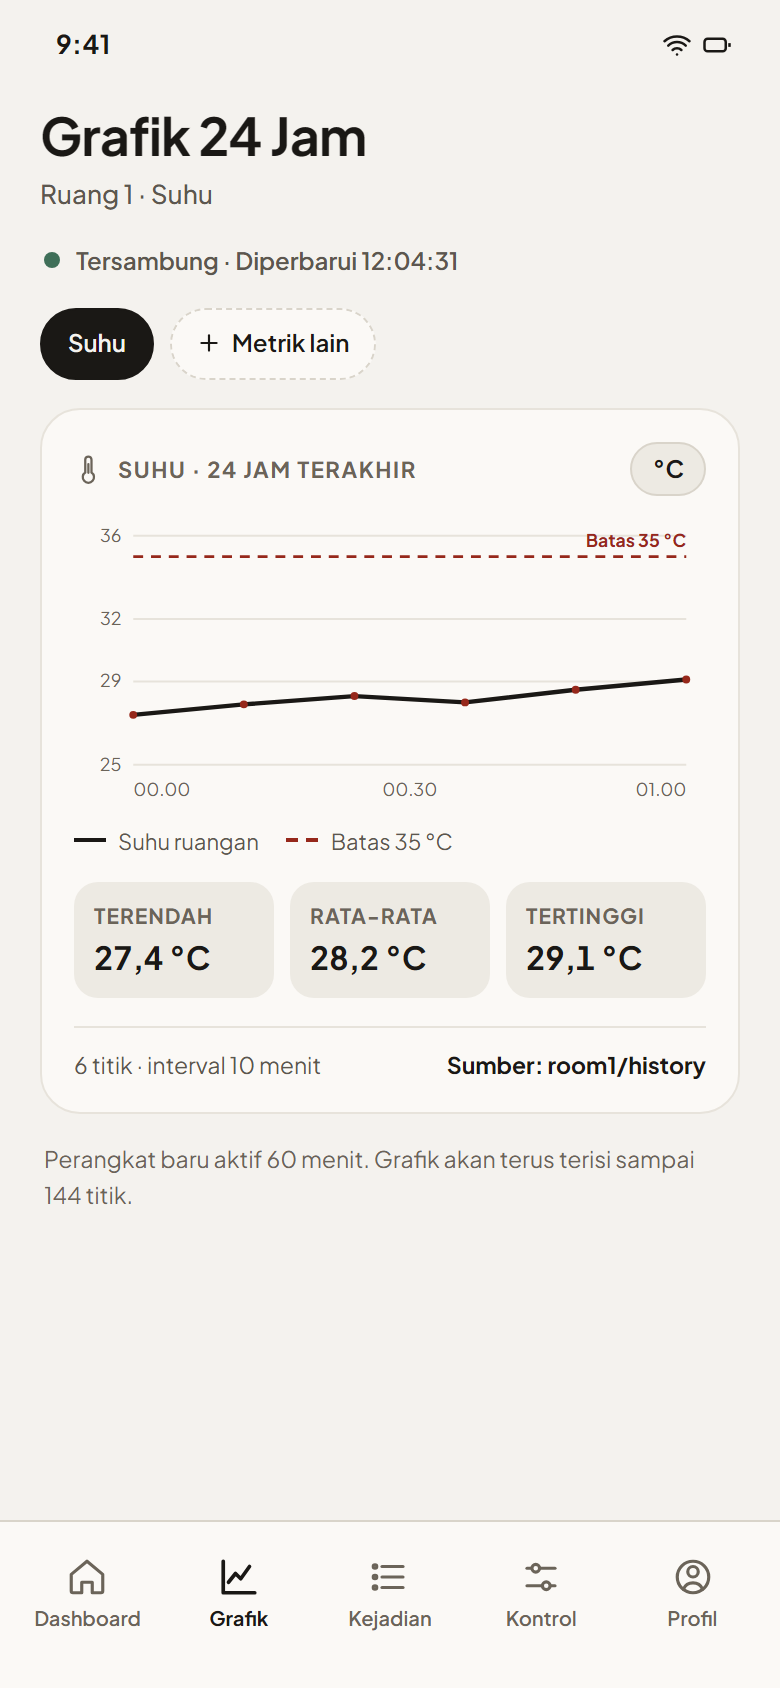 9:41
Grafik 24 Jam
Ruang 1 · Suhu
Tersambung · Diperbarui 12:04:31
Suhu
+ Metrik lain
SUHU · 24 JAM TERAKHIR
°C
36
Batas 35 °C
32
29
25
00.00 00.30 01.00
Suhu ruangan Batas 35 °C
TERENDAH RATA-RATA TERTINGGI
27,4 °C 28,2 °C 29,1 °C
6 titik · interval 10 menit Sumber: room1/history
Perangkat baru aktif 60 menit. Grafik akan terus terisi sampai
144 titik.
Dashboard Grafik Kejadian Kontrol Profil